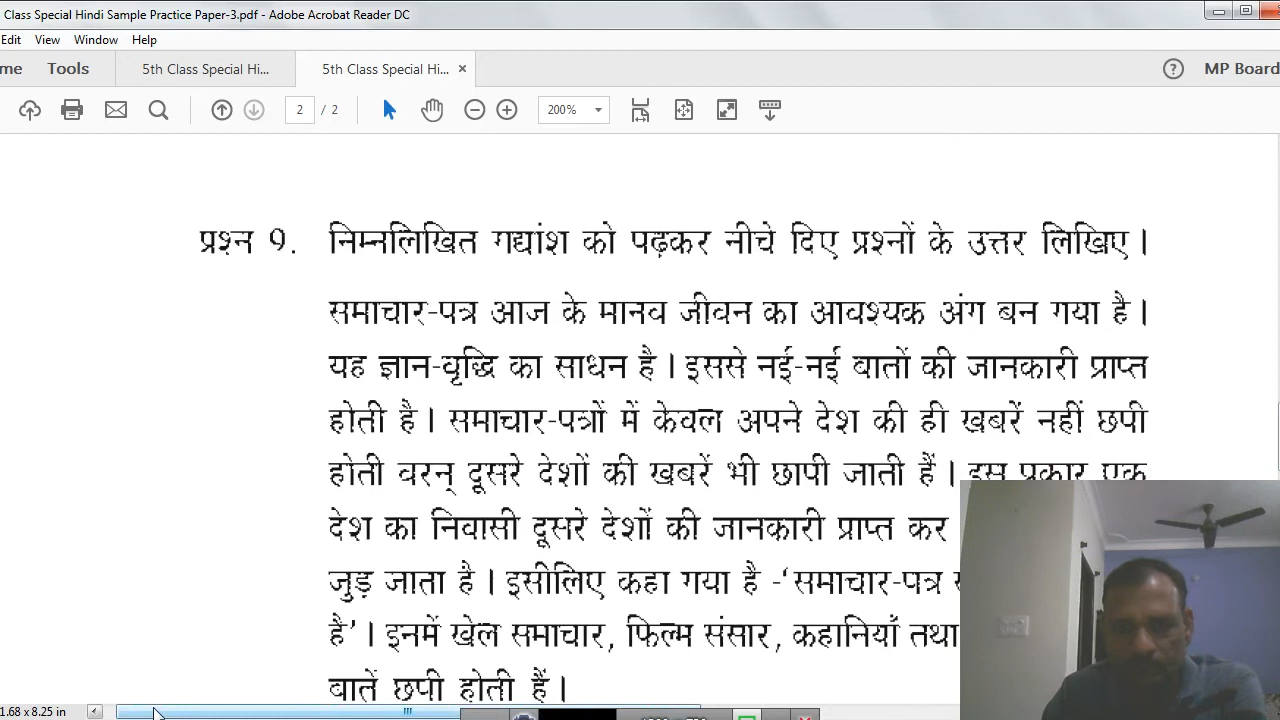 Class Special Hindi Sample Practice Paper-3.pdf - Adobe Acrobat Reader DC
Edit View Window Help
me Tools 5th Class Special Hi... 5th Class Special Hi... × ? MP Board
2 / 2 200%
प्रश्न 9. निम्नलिखित गद्यांश को पढ़कर नीचे दिए प्रश्नों के उत्तर लिखिए।
समाचार-पत्र आज के मानव जीवन का आवश्यक अंग बन गया है।
यह ज्ञान-वृद्धि का साधन है। इससे नई-नई बातों की जानकारी प्राप्त
होती है। समाचार-पत्रों में केवल अपने देश की ही खबरें नहीं छपी
होती वरन् दूसरे देशों की खबरें भी छापी जाती हैं। इस प्रकार एक
देश का निवासी दूसरे देशों की जानकारी प्राप्त कर
जुड़ जाता है। इसीलिए कहा गया है -‘समाचार-पत्र
है’। इनमें खेल समाचार, फिल्म संसार, कहानियाँ तथा
बातें छपी होती हैं।
1.68 x 8.25 in